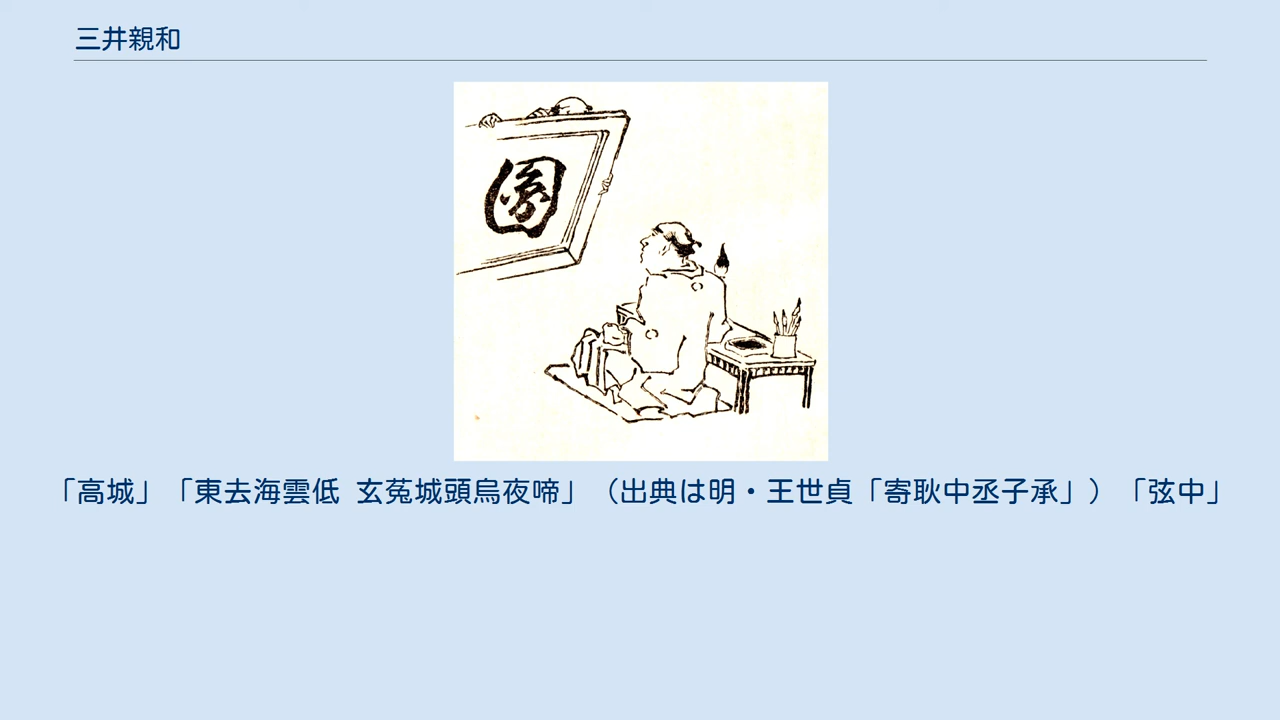 三井親和
「高城」「東去海雲低 玄菟城頭烏夜啼」（出典は明・王世貞「寄耿中丞子承」）「弦中」